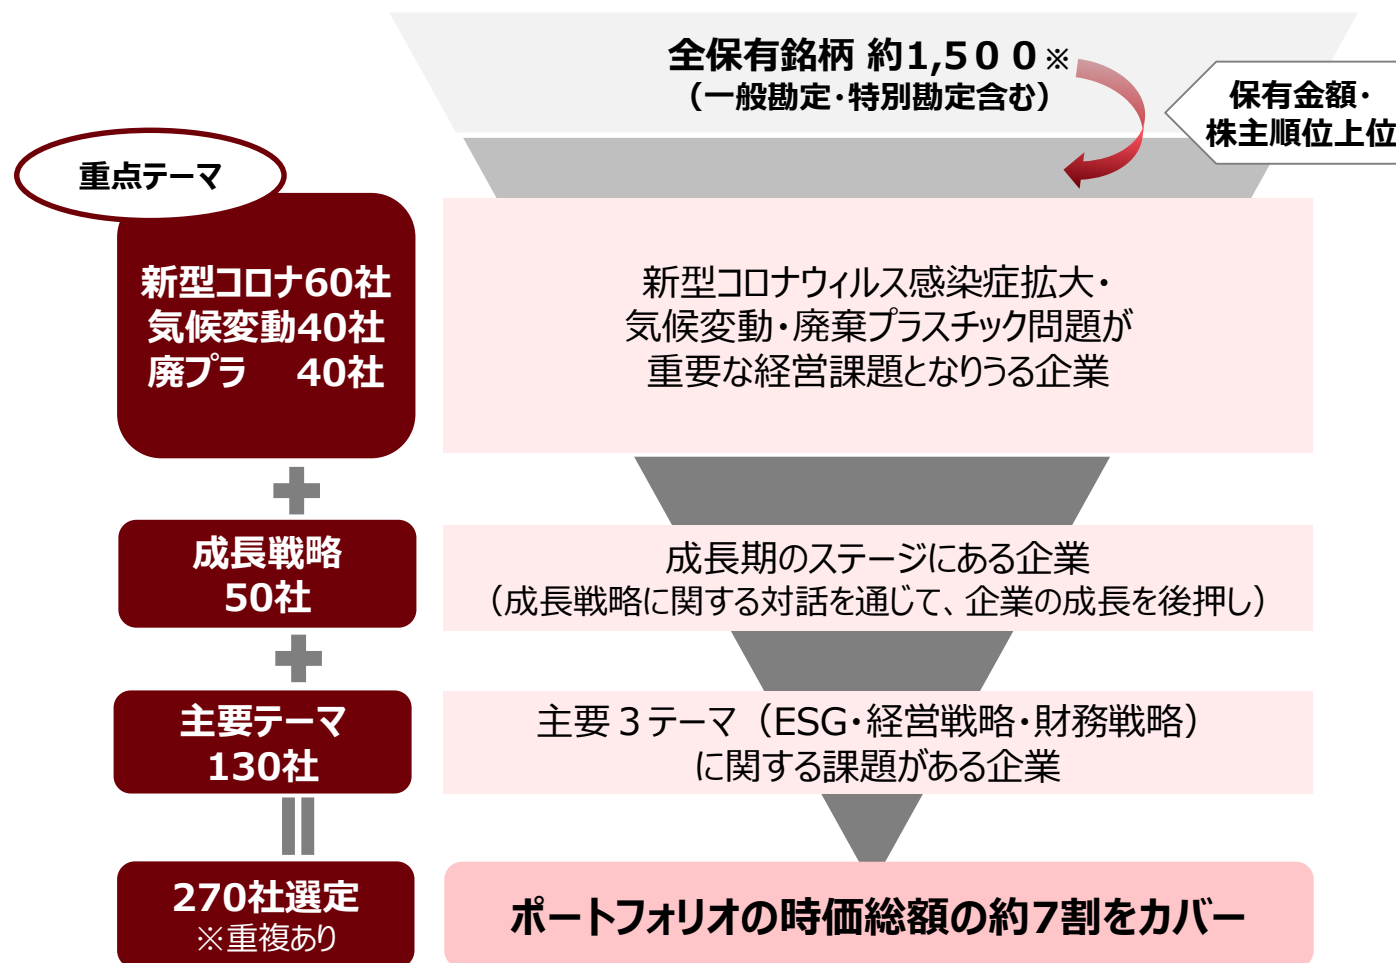 全保有銘柄 約1,500※
（一般勘定･特別勘定含む）
保有金額･
株主順位上位
重点テーマ
新型コロナ60社
気候変動40社
廃プラ　40社
新型コロナウィルス感染症拡大･
気候変動･廃棄プラスチック問題が
重要な経営課題となりうる企業
成長戦略
50社
成長期のステージにある企業
（成長戦略に関する対話を通じて、企業の成長を後押し）
主要テーマ
130社
主要３テーマ（ESG･経営戦略･財務戦略）
に関する課題がある企業
270社選定
※重複あり
ポートフォリオの時価総額の約7割をカバー